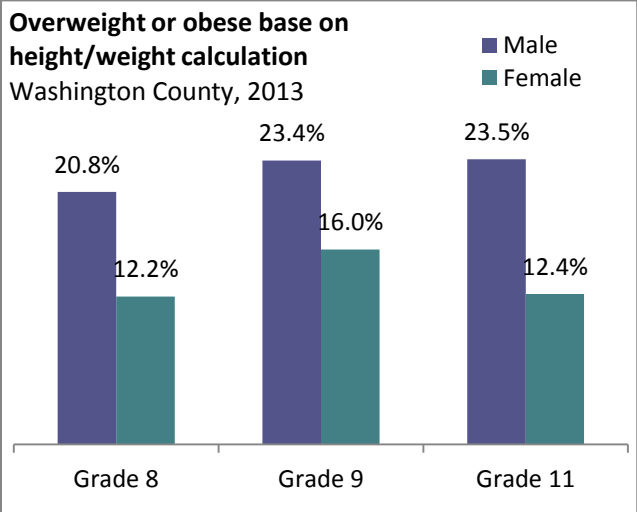 Overweight or obese base on
height/weight calculation
Washington County, 2013
Male
Female
20.8%
12.2%
23.4%
16.0%
23.5%
12.4%
Grade 8
Grade 9
Grade 11